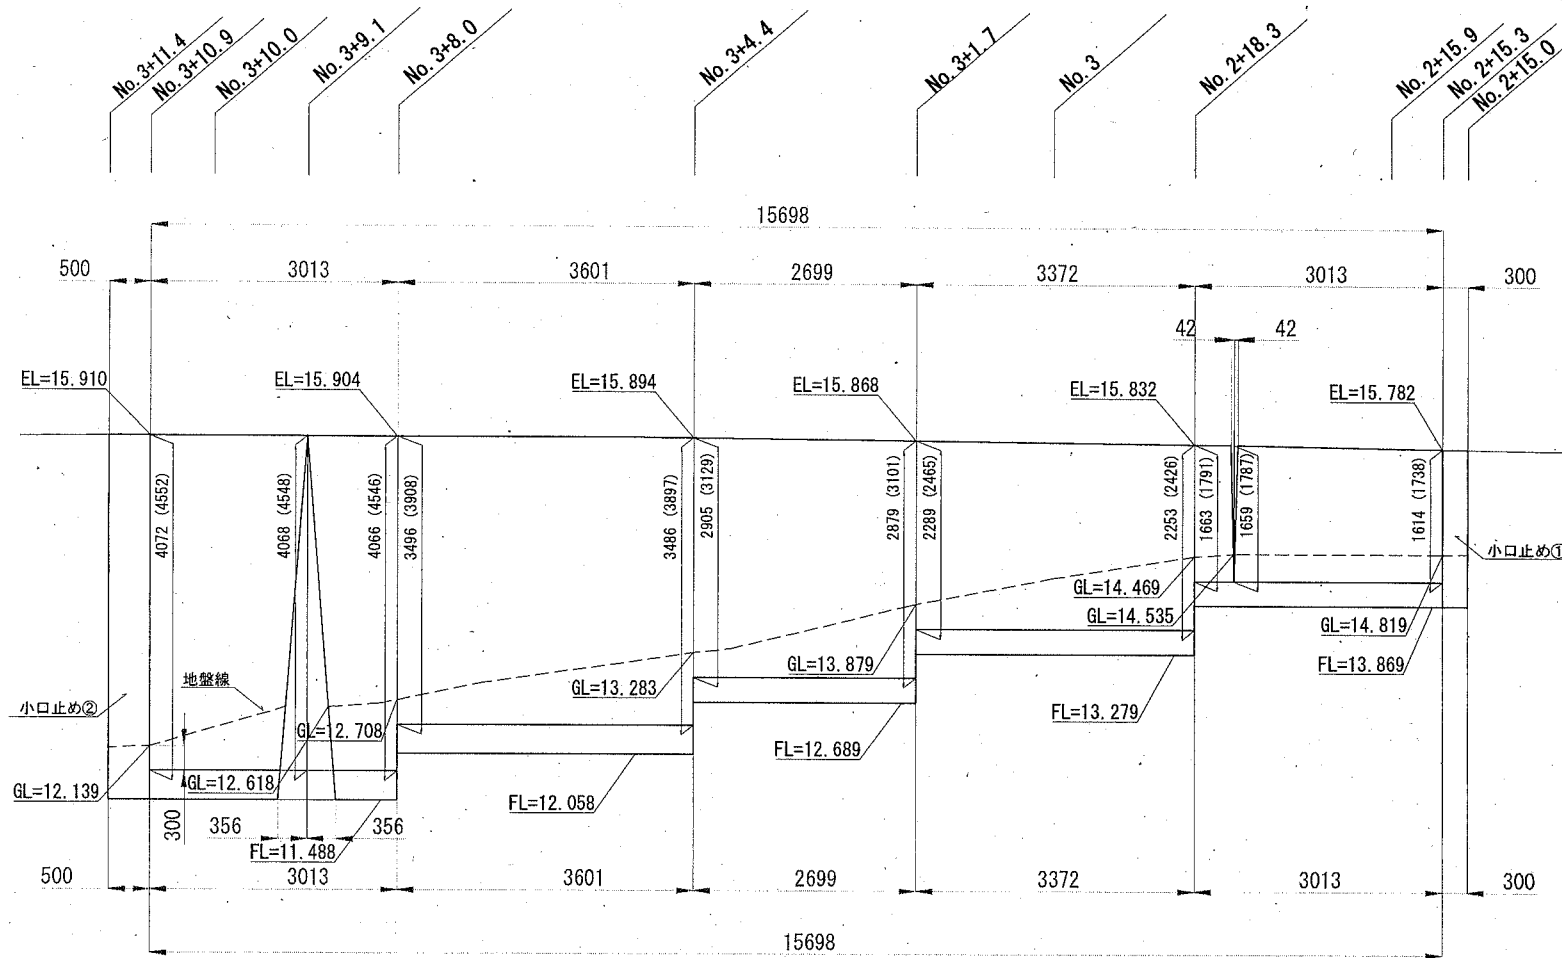 No. 3+11.4
No. 3+10.9
No. 3+10.0
No. 3+9.1
No. 3+8.0
No. 3+4.4
No. 3+1.7
No. 3
No. 2+18.3
No. 2+15.9
No. 2+15.3
No. 2+15.0
15698
500
3013
3601
2699
3372
3013
300
42
42
EL=15.910
EL=15.904
EL=15.894
EL=15.868
EL=15.832
EL=15.782
4072 (4552)
4068 (4548)
4066 (4546)
3496 (3908)
3486 (3897)
2905 (3129)
2879 (3101)
2289 (2465)
2253 (2426)
1663 (1791)
1659 (1787)
1614 (1738)
小口止め①
GL=14.469
GL=14.535
GL=14.819
FL=13.869
GL=13.879
GL=13.283
地盤線
小口止め②
GL=12.708
FL=13.279
FL=12.689
GL=12.618
GL=12.139
FL=12.058
300
356
356
FL=11.488
500
3013
3601
2699
3372
3013
300
15698